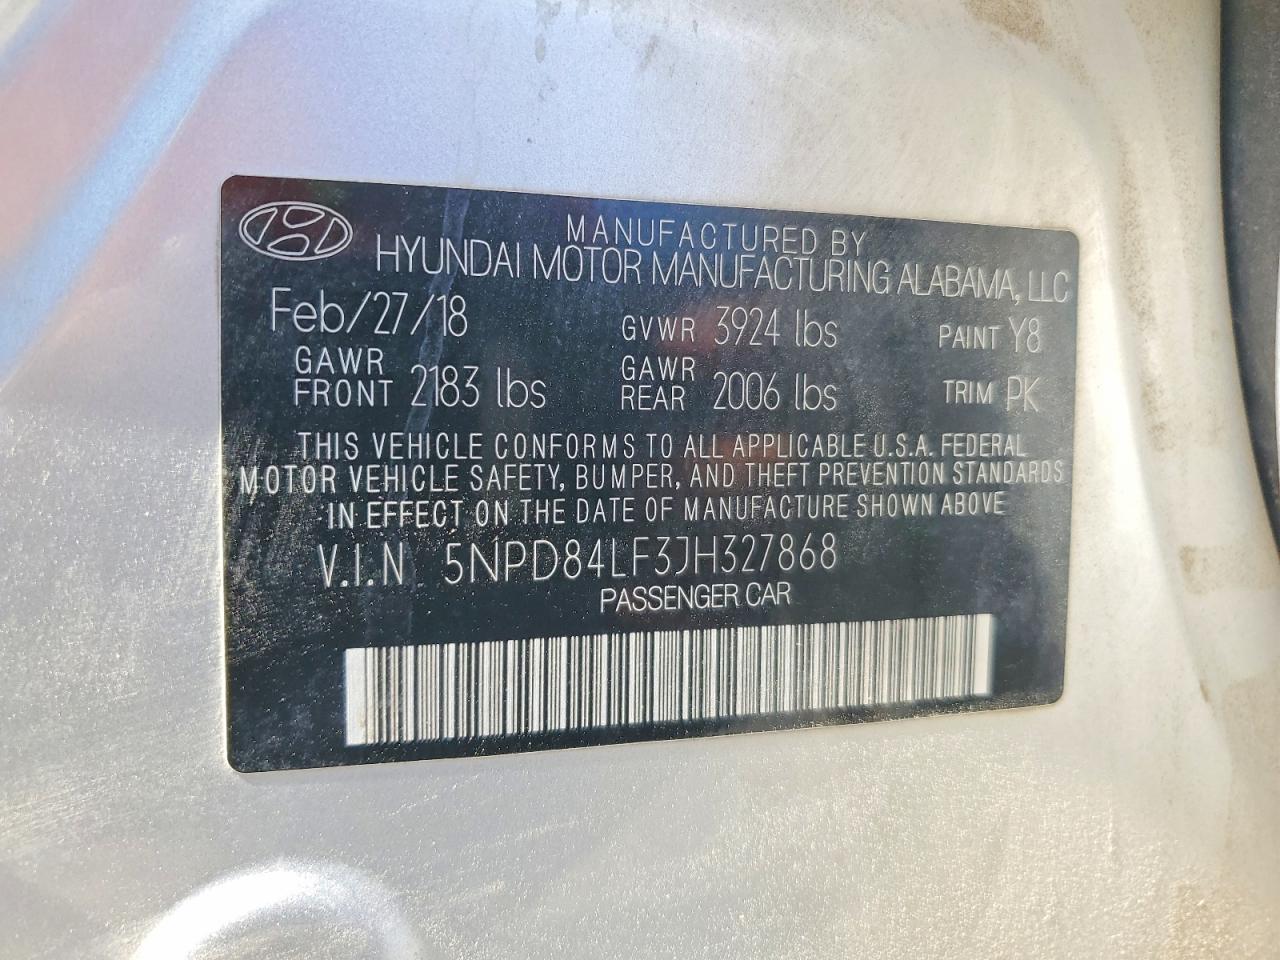 MANUFACTURED BY
HYUNDAI MOTOR MANUFACTURING ALABAMA, LLC
Feb/27/18 GVWR 3924 lbs PAINT Y8
GAWR FRONT 2183 lbs GAWR REAR 2006 lbs TRIM PK
THIS VEHICLE CONFORMS TO ALL APPLICABLE U.S.A. FEDERAL
MOTOR VEHICLE SAFETY, BUMPER, AND THEFT PREVENTION STANDARDS
IN EFFECT ON THE DATE OF MANUFACTURE SHOWN ABOVE
V.I.N 5NPD84LF3JH327868
PASSENGER CAR